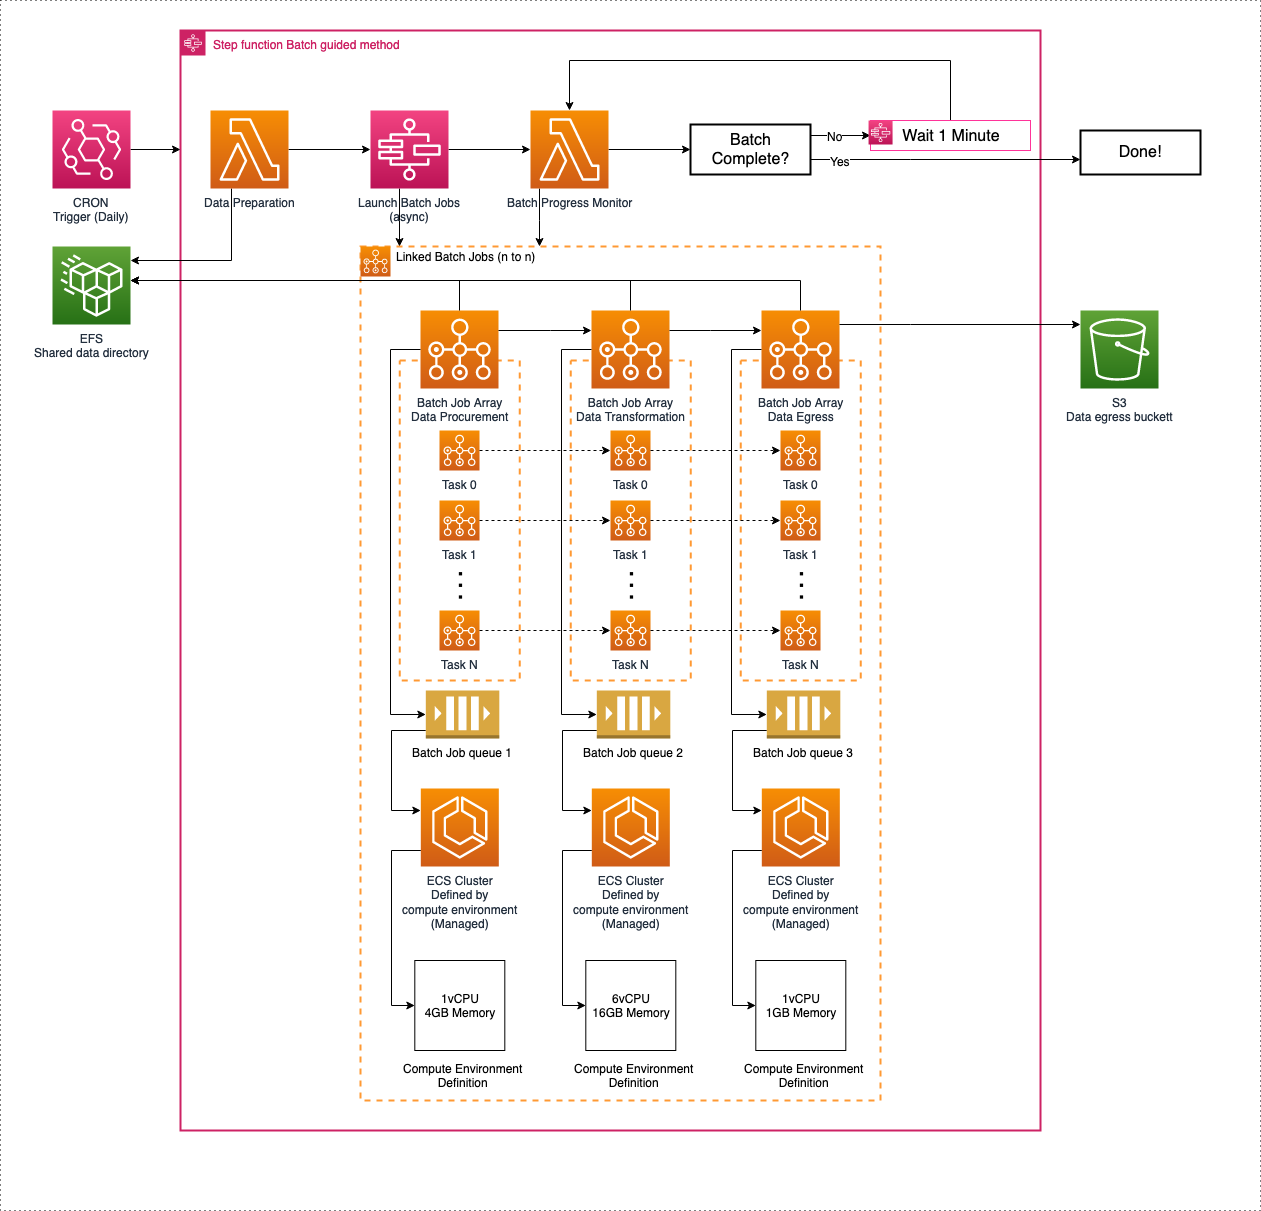 Step function Batch guided method
CRON
Trigger (Daily)
Data Preparation
Launch Batch Jobs
(async)
Batch Progress Monitor
Batch
Complete?
No
Yes
Wait 1 Minute
Done!
EFS
Shared data directory
Linked Batch Jobs (n to n)
Batch Job Array
Data Procurement
Batch Job Array
Data Transformation
Batch Job Array
Data Egress
S3
Data egress buckett
Task 0
Task 0
Task 0
Task 1
Task 1
Task 1
Task N
Task N
Task N
Batch Job queue 1
Batch Job queue 2
Batch Job queue 3
ECS Cluster
Defined by
compute environment
(Managed)
ECS Cluster
Defined by
compute environment
(Managed)
ECS Cluster
Defined by
compute environment
(Managed)
1vCPU
4GB Memory
6vCPU
16GB Memory
1vCPU
1GB Memory
Compute Environment
Definition
Compute Environment
Definition
Compute Environment
Definition